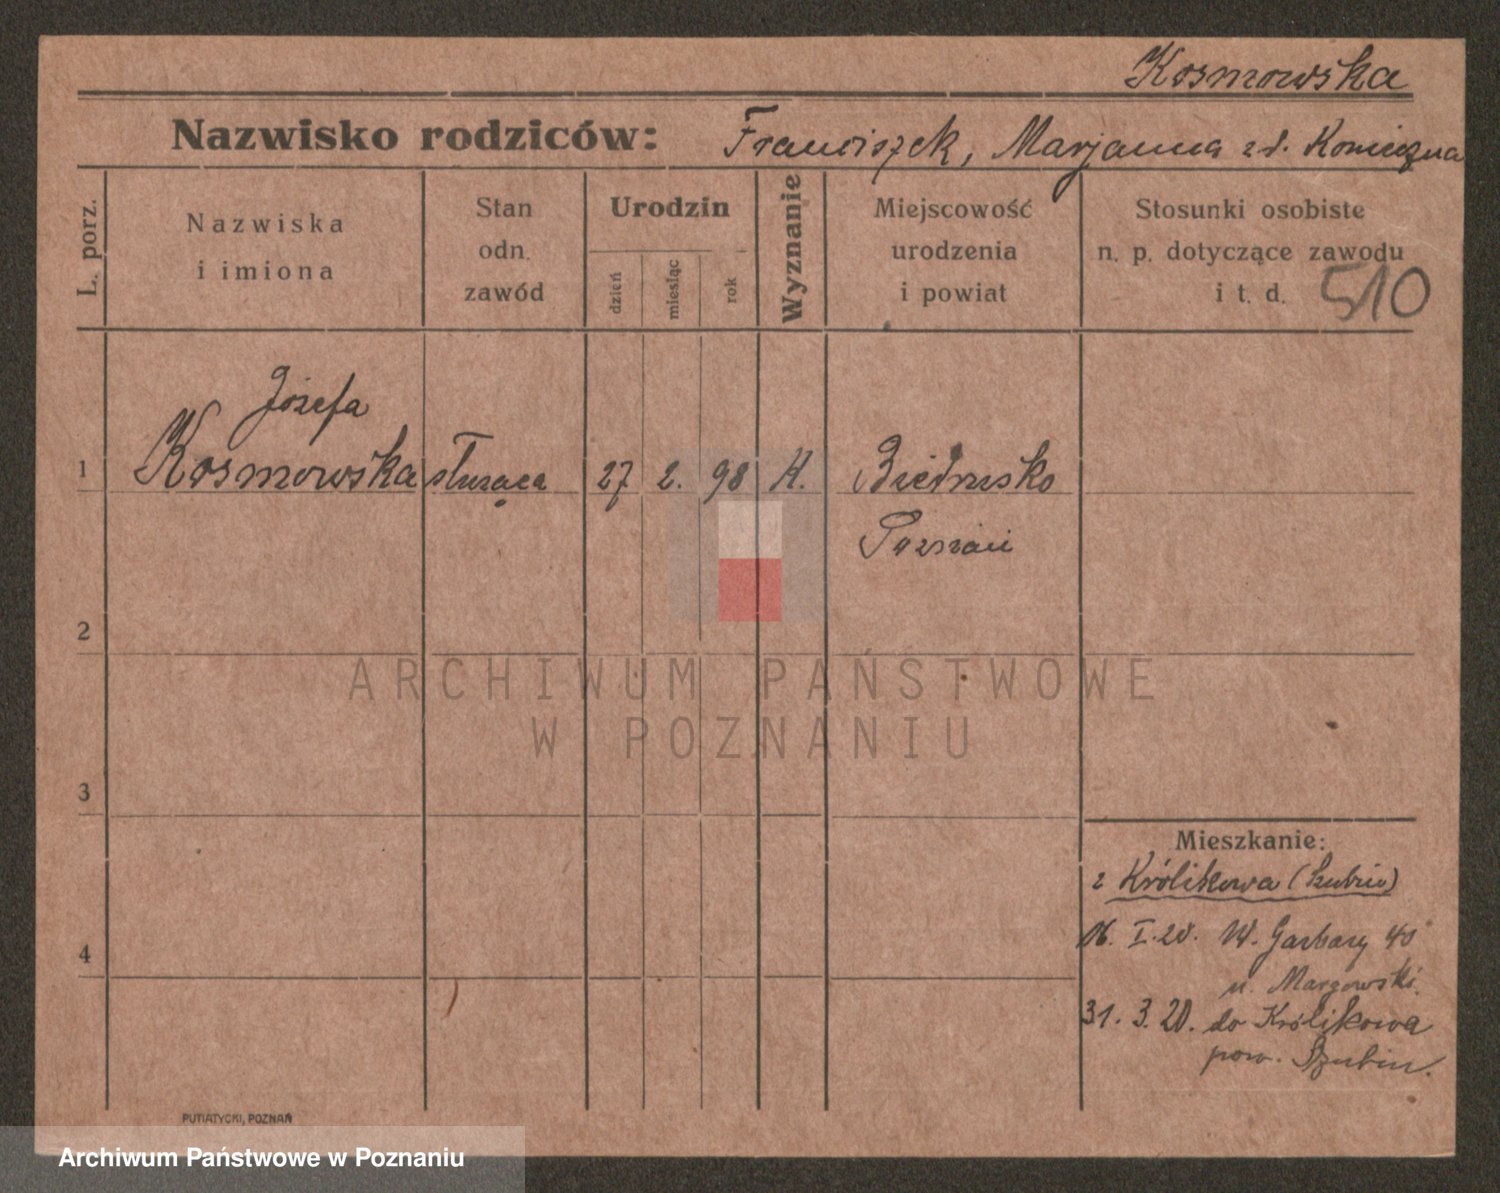 Kosmowska
Nazwisko rodziców: Franciszek, Marjanna zd. Konieczna
L. porz.
Nazwiska
i imiona
Stan
odn.
zawód
Urodzin
dzień
miesiąc
rok
Wyznanie
Miejscowość
urodzenia
i powiat
Stosunki osobiste
n. p. dotyczące zawodu
i t. d. 510
Józefa
1 Kosmowska służąca 27 2. 98 K. Biedrusko
Poznań
2
3
4
Mieszkanie:
z Królikowa (Szubin)
16. I. 20. W. Garbary 40
u. Margowski.
31. 3. 20. do Królikowa
pow. Szubin.
PUTIATYCKI, POZNAŃ
ARCHIWUM PAŃSTWOWE
W POZNANIU
Archiwum Państwowe w Poznaniu